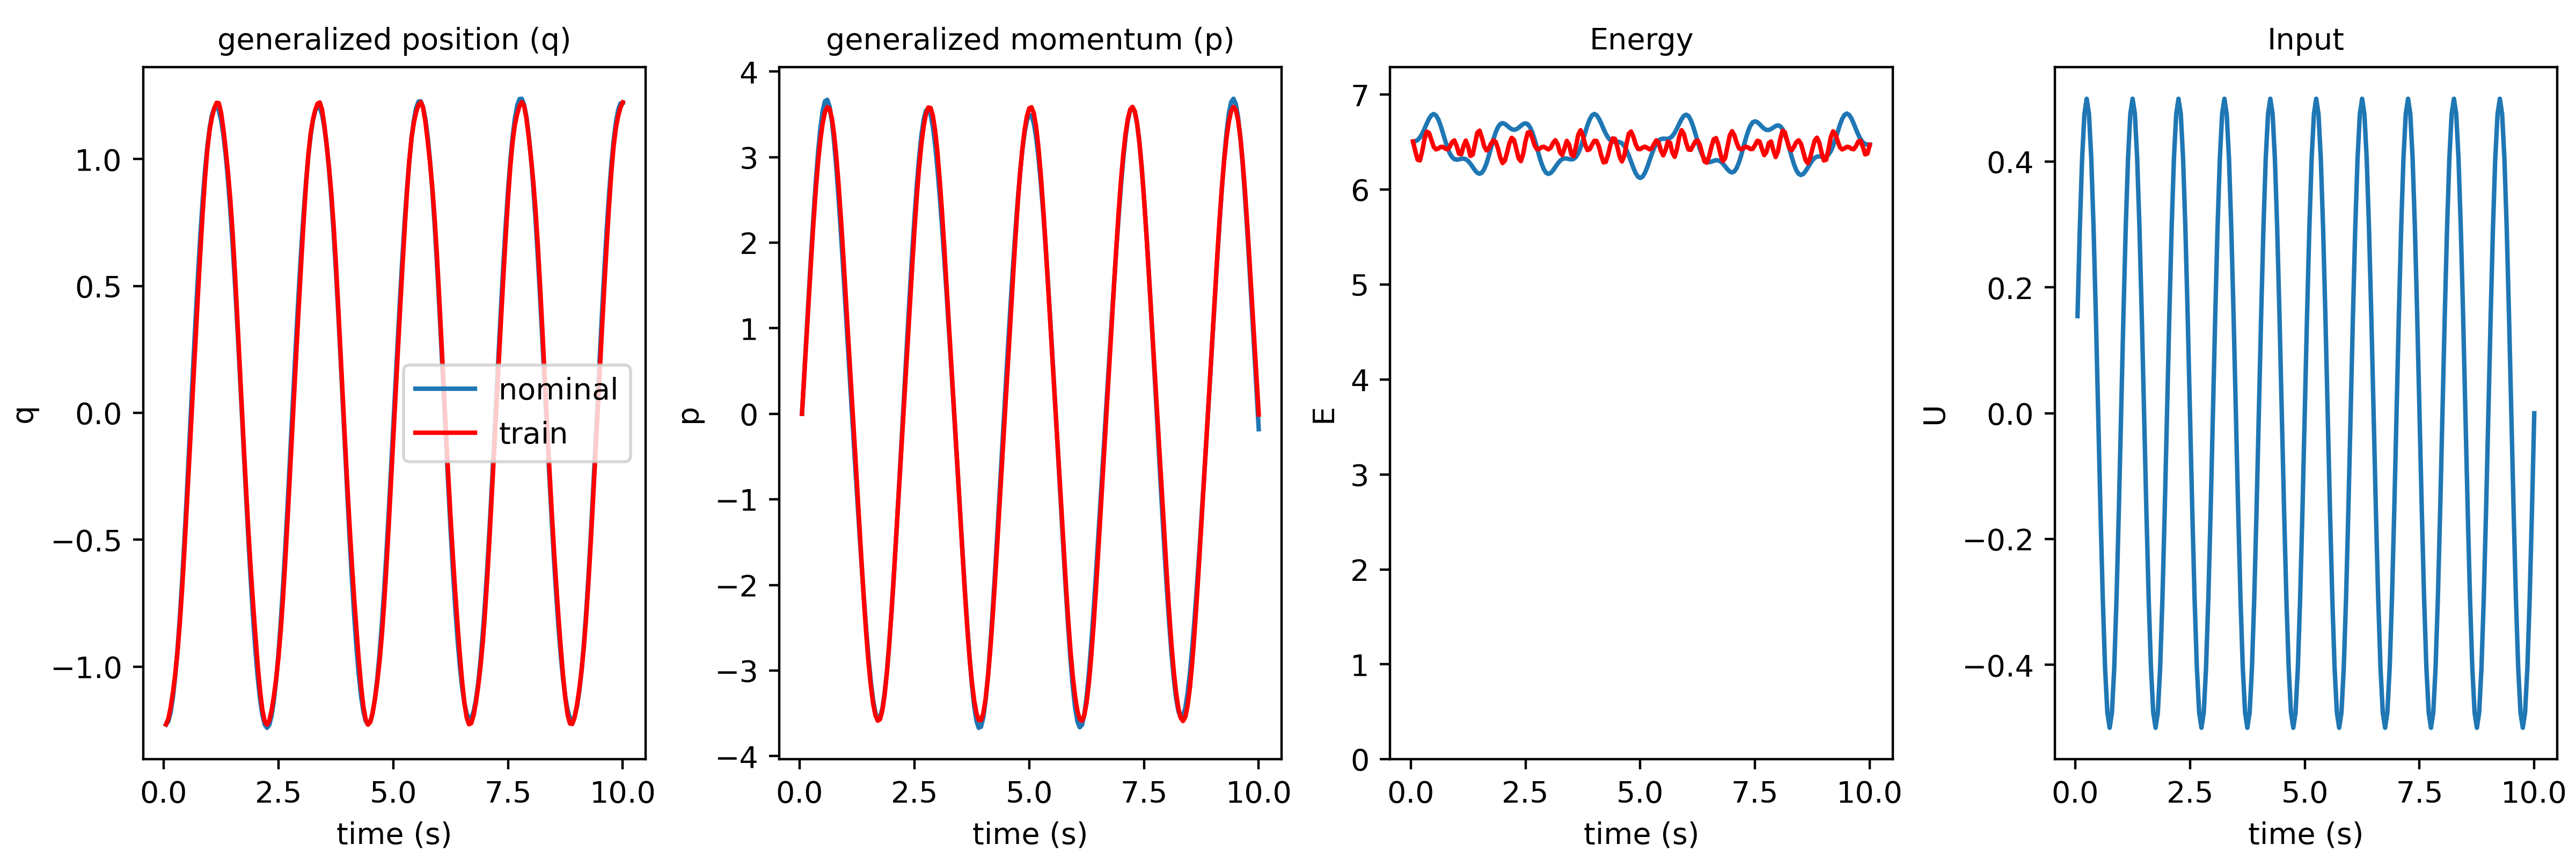 generalized position (q)
q
1.0
0.5
0.0
−0.5
−1.0
nominal
train
0.0 2.5 5.0 7.5 10.0
time (s)
generalized momentum (p)
p
4
3
2
1
0
−1
−2
−3
−4
0.0 2.5 5.0 7.5 10.0
time (s)
Energy
E
7
6
5
4
3
2
1
0
0.0 2.5 5.0 7.5 10.0
time (s)
Input
U
0.4
0.2
0.0
−0.2
−0.4
0.0 2.5 5.0 7.5 10.0
time (s)